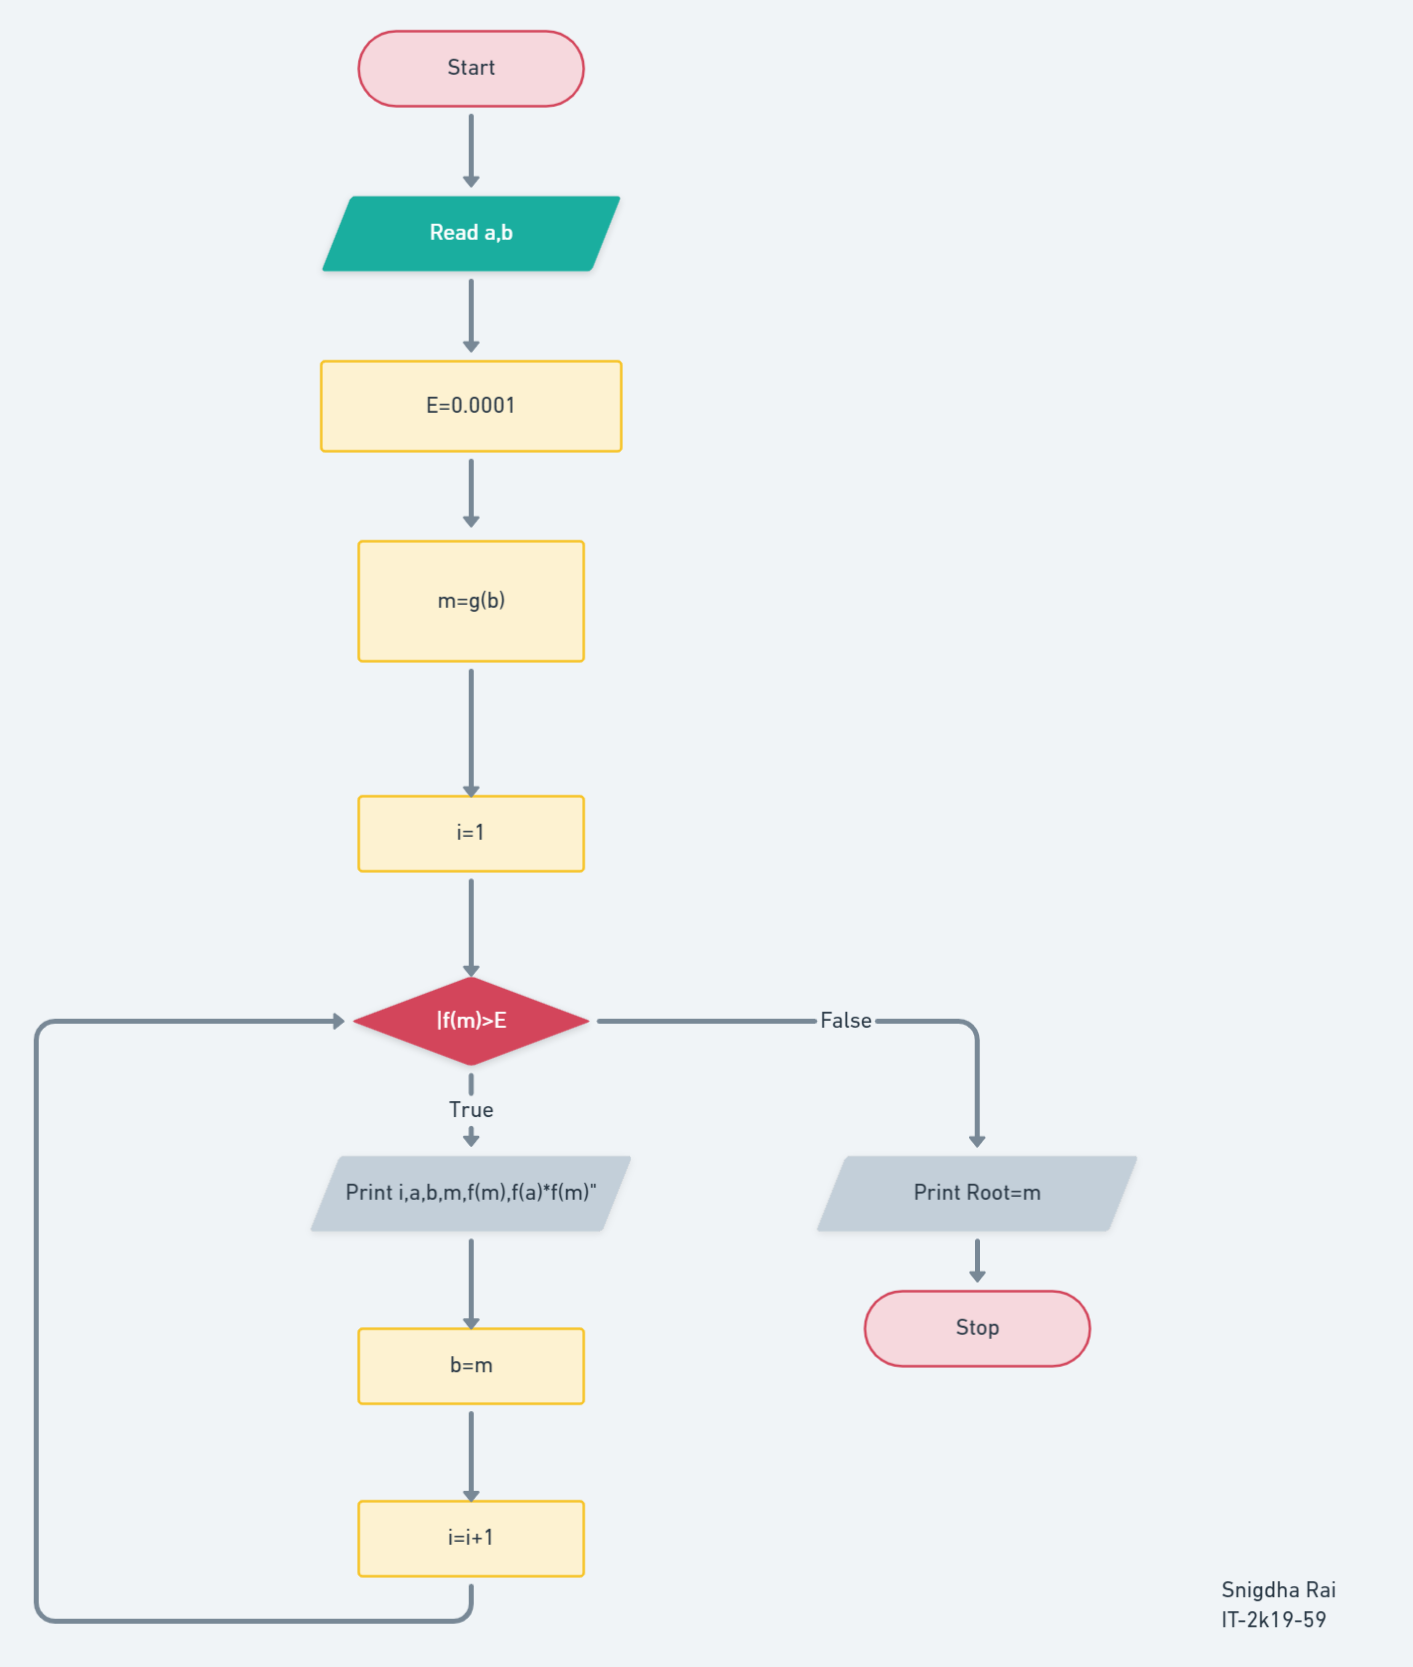 Start
Read a,b
E=0.0001
m=g(b)
i=1
|f(m)>E
False
True
Print i,a,b,m,f(m),f(a)*f(m)"
Print Root=m
Stop
b=m
i=i+1
Snigdha Rai
IT-2k19-59